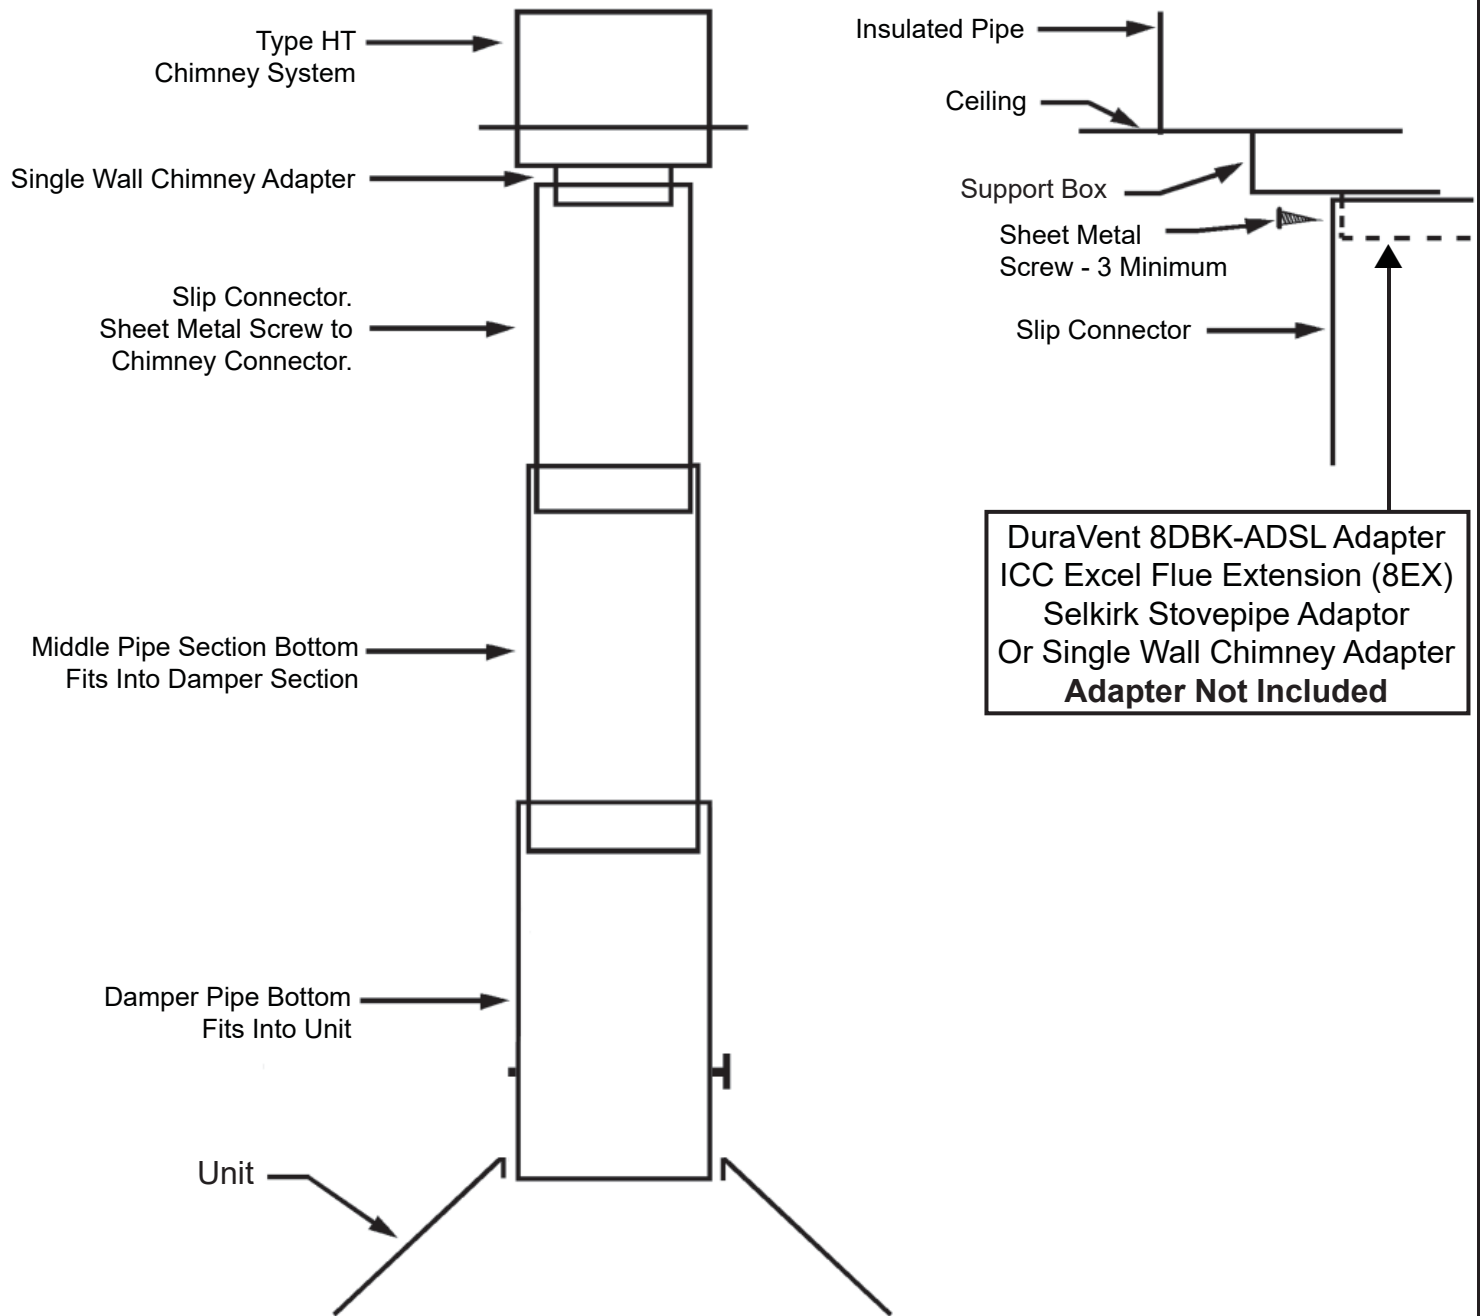 Type HT
Chimney System
Single Wall Chimney Adapter
Slip Connector.
Sheet Metal Screw to
Chimney Connector.
Middle Pipe Section Bottom
Fits Into Damper Section
Damper Pipe Bottom
Fits Into Unit
Unit
Insulated Pipe
Ceiling
Support Box
Sheet Metal
Screw - 3 Minimum
Slip Connector
DuraVent 8DBK-ADSL Adapter
ICC Excel Flue Extension (8EX)
Selkirk Stovepipe Adaptor
Or Single Wall Chimney Adapter
Adapter Not Included